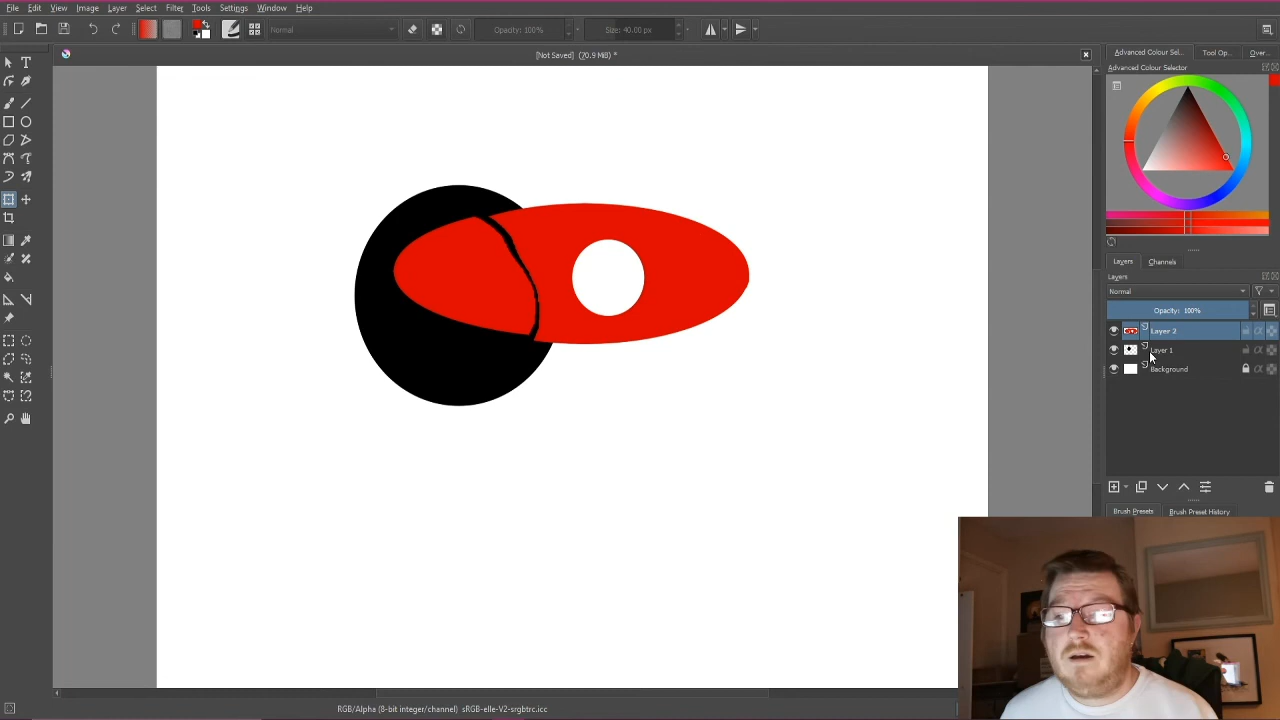 File Edit View Image Layer Select Filter Tools Settings Window Help
Normal Opacity: 100% Size: 40.00 px
[Not Saved] (70.9 MiB) *
Advanced Colour Sel... Tool Op... Over...
Advanced Colour Selector
Layers Channels
Layers
Normal
Opacity: 100%
Layer 2
Layer 1
Background
Brush Presets Brush Preset History
RGB/Alpha (8-bit integer/channel) sRGB-elle-V2-srgbtrc.icc